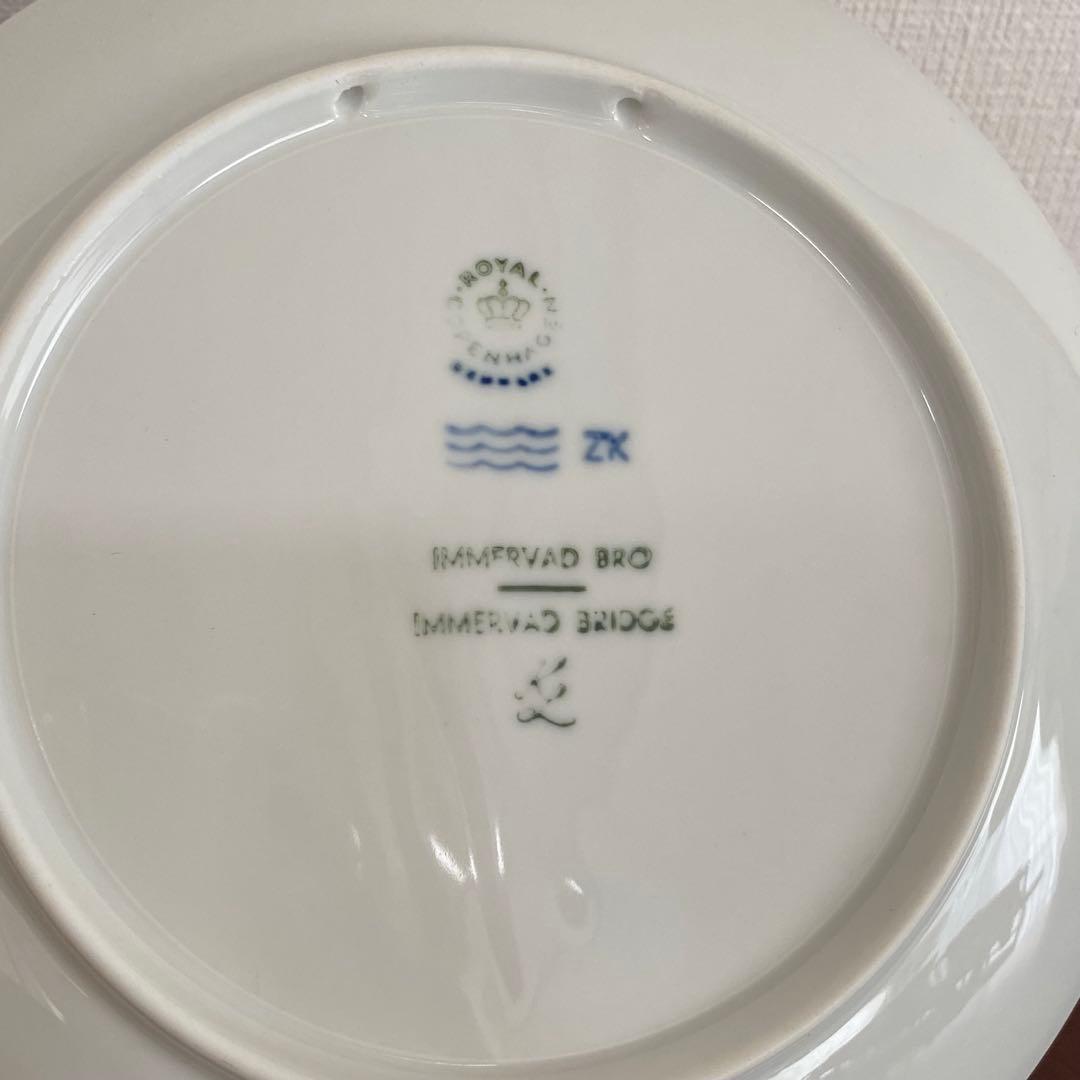 ROYAL COPENHAGEN
DENMARK
ZK
IMMERVAD BRO
IMMERVAD BRIDGE